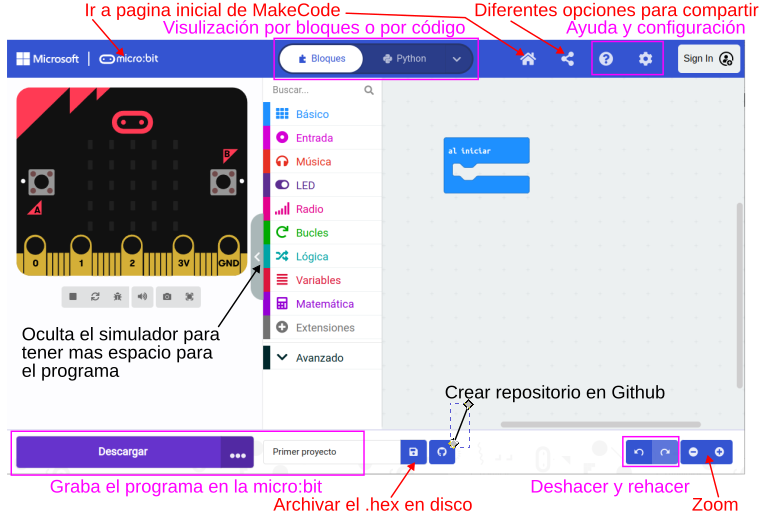 Ir a pagina inicial de MakeCode
Diferentes opciones para compartir
Visulización por bloques o por código
Ayuda y configuración
Microsoft
micro:bit
Bloques
Python
Sign In
Buscar...
Básico
Entrada
Música
LED
Radio
Bucles
Lógica
Variables
Matemática
Extensiones
Avanzado
al iniciar
B
A
0 1 2 3V GND
Oculta el simulador para
tener mas espacio para
el programa
Crear repositorio en Github
Descargar
Primer proyecto
Graba el programa en la micro:bit
Archivar el .hex en disco
Deshacer y rehacer
Zoom